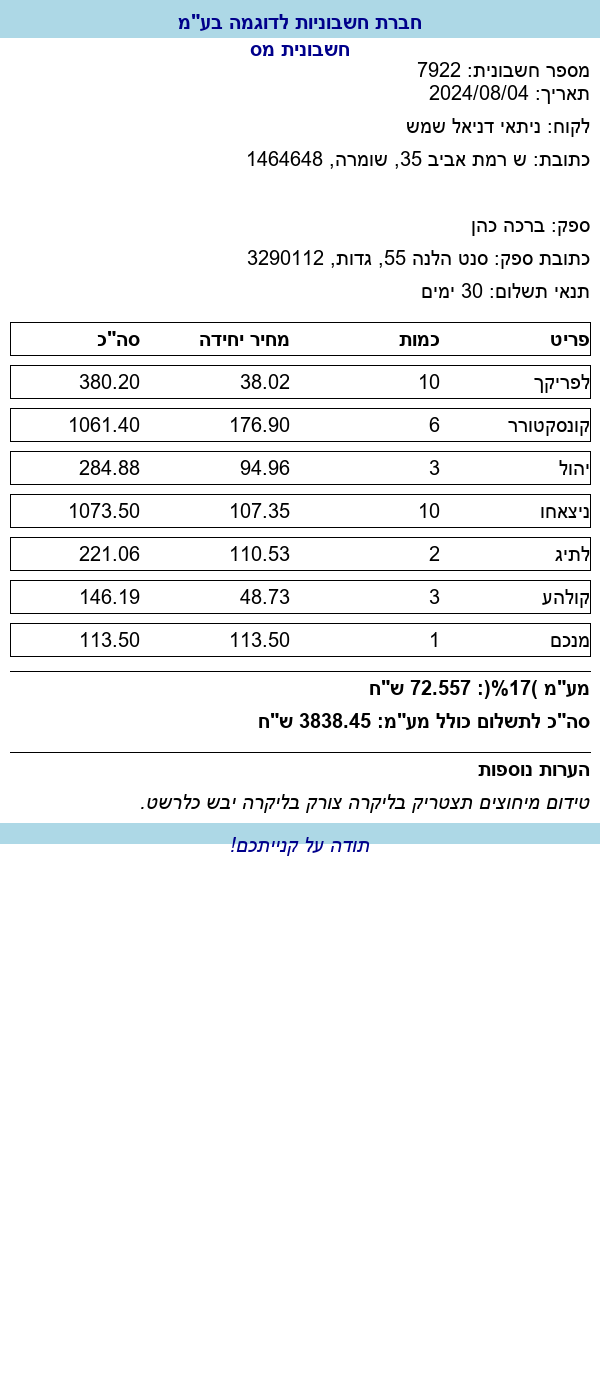 חברת חשבוניות לדוגמה בע"מ
חשבונית מס
מספר חשבונית: 7922
תאריך: 2024/08/04
לקוח: ניתאי דניאל שמש
כתובת: ש רמת אביב 35, שומרה, 1464648
ספק: ברכה כהן
כתובת ספק: סנט הלנה 55, גדות, 3290112
תנאי תשלום: 30 ימים
פריט כמות מחיר יחידה סה"כ
לפריקך 10 38.02 380.20
קונסקטורר 6 176.90 1061.40
יהול 3 94.96 284.88
ניצאחו 10 107.35 1073.50
לתיג 2 110.53 221.06
קולהע 3 48.73 146.19
מנכם 1 113.50 113.50
מע"מ )17%(: 72.557 ש"ח
סה"כ לתשלום כולל מע"מ: 3838.45 ש"ח
הערות נוספות
טידום מיחוצים תצטריק בליקרה צורק בליקרה יבש כלרשט.
תודה על קנייתכם!